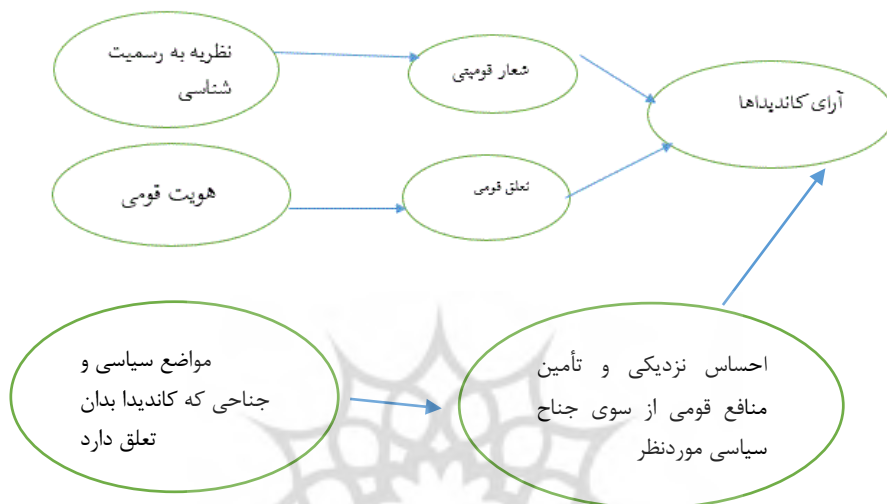 نظریه به رسمیت
شناسی
شعار قومیتی
آرای کاندیداها
هویت قومی
تعلق قومی
مواضع سیاسی و
جناحی که کاندیدا بدان
تعلق دارد
احساس نزدیکی و تأمین
منافع قومی از سوی جناح
سیاسی موردنظر